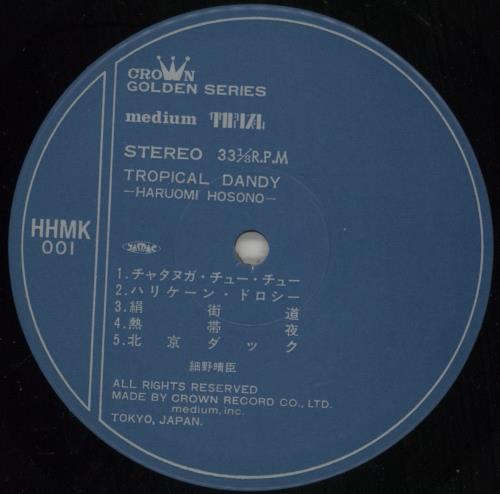 CROWN
GOLDEN SERIES
medium
STEREO 33 1/3 R.P.M
TROPICAL DANDY
—HARUOMI HOSONO—
HHMK
001
1.チャタヌガ・チュー・チュー
2.ハリケーン・ドロシー
3.絹街道
4.熱帯夜
5.北京ダック
細野晴臣
ALL RIGHTS RESERVED
MADE BY CROWN RECORD CO., LTD.
medium, inc.
TOKYO, JAPAN.